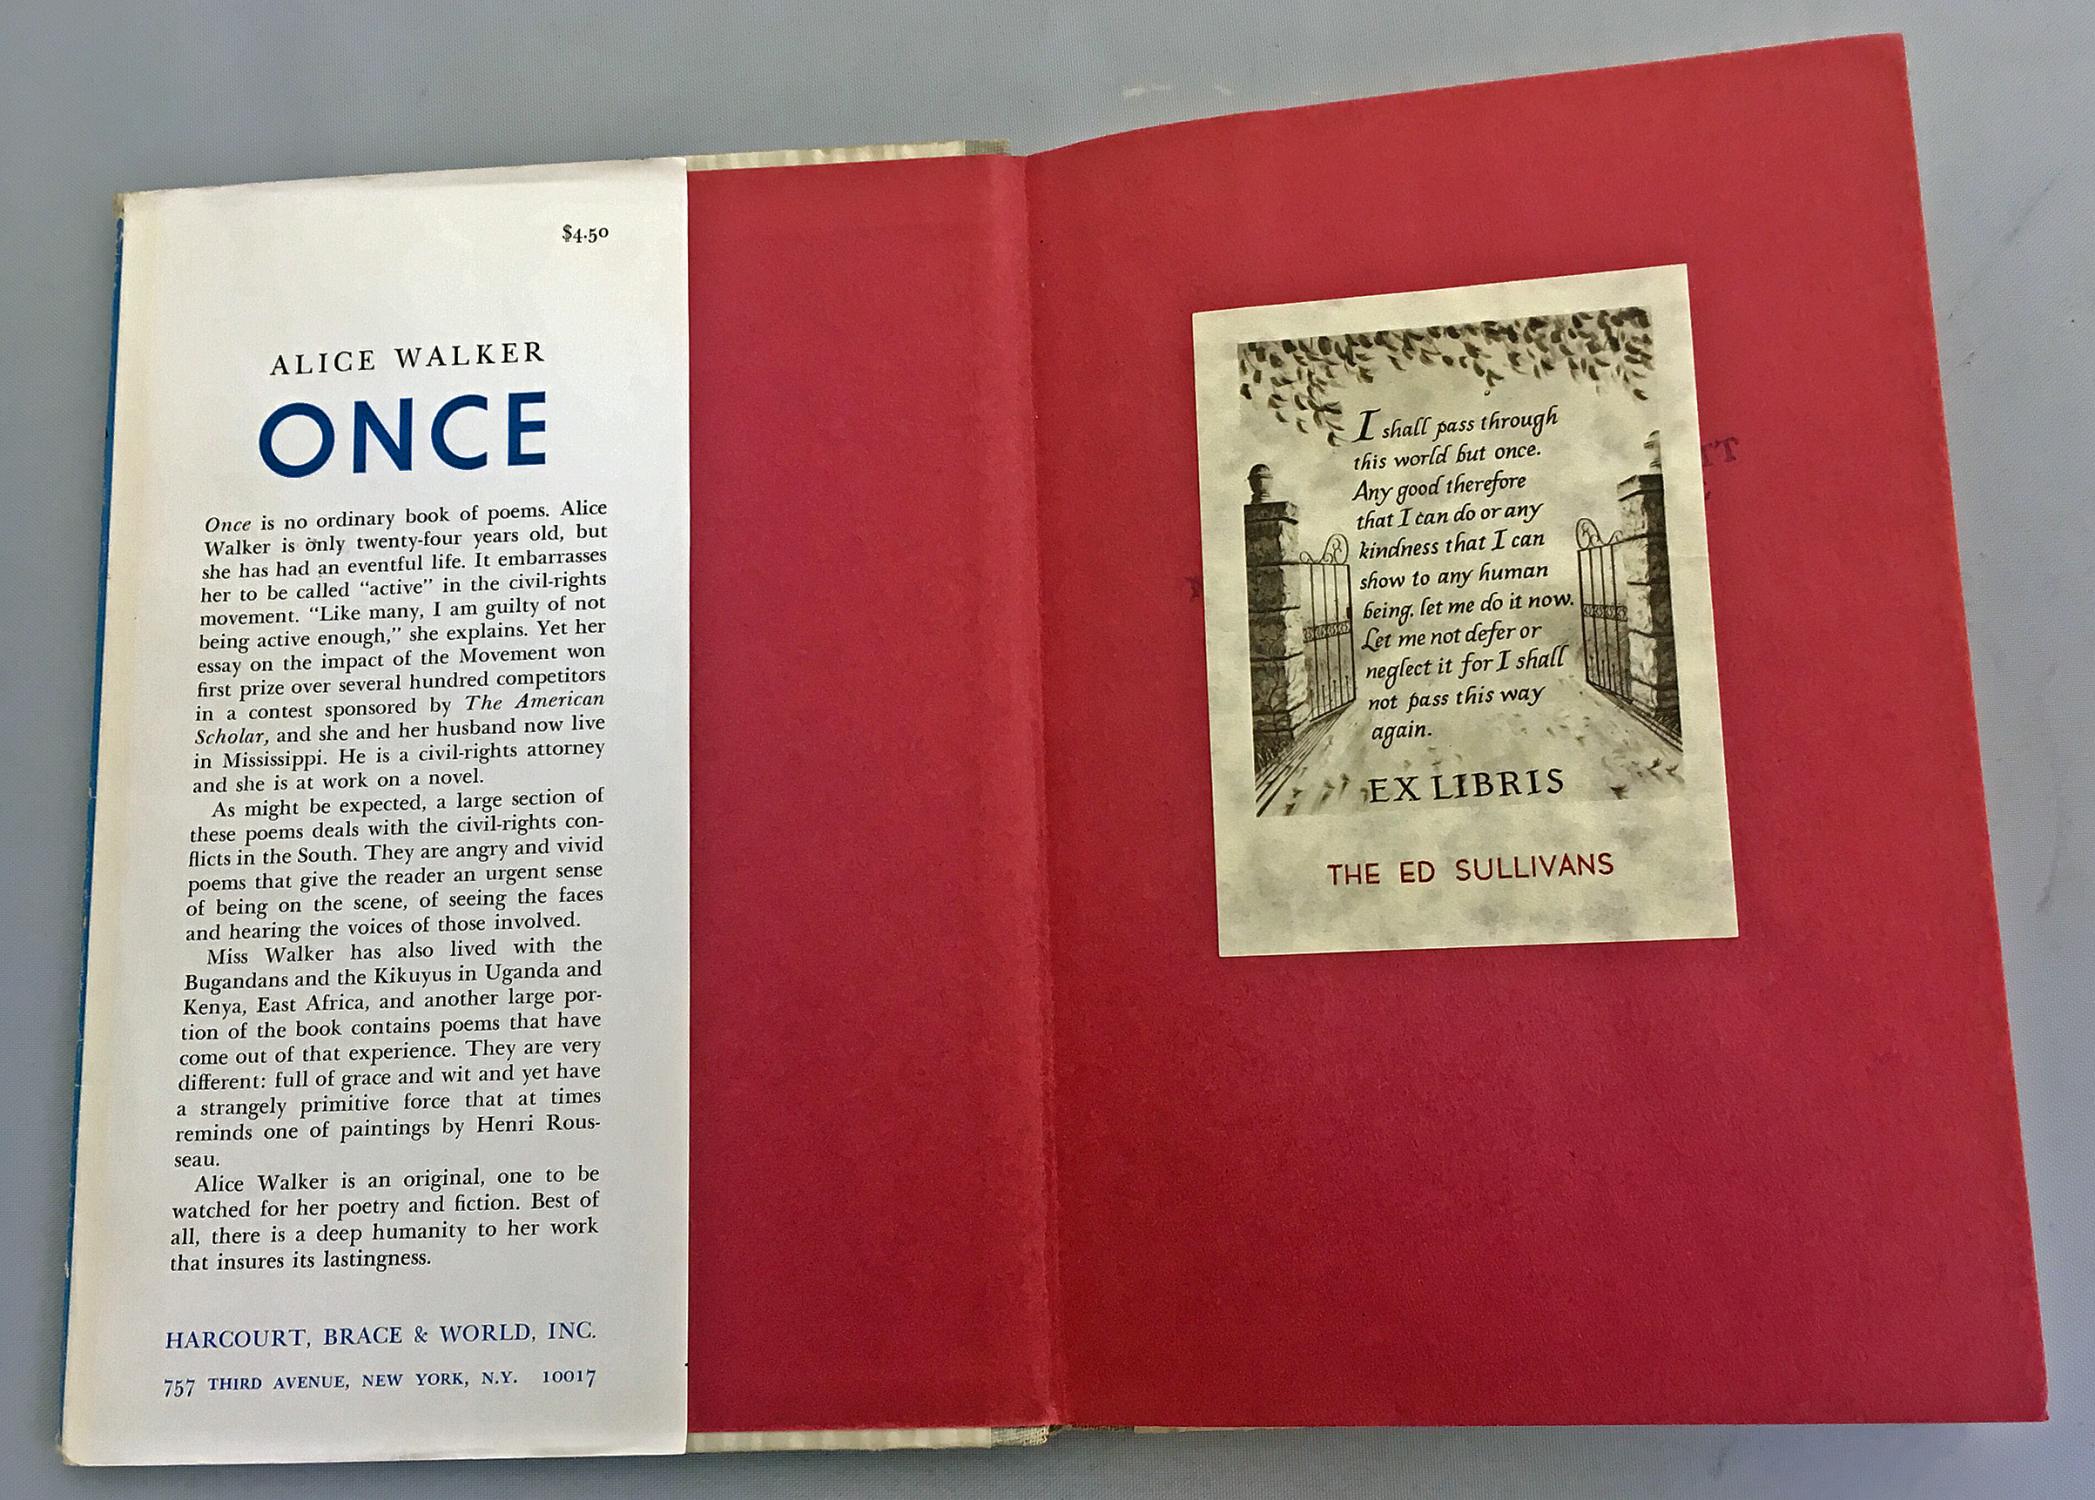 $4.50
ALICE WALKER
ONCE
Once is no ordinary book of poems. Alice
Walker is only twenty-four years old, but
she has had an eventful life. It embarrasses
her to be called “active” in the civil-rights
movement. “Like many, I am guilty of not
being active enough,” she explains. Yet her
essay on the impact of the Movement won
first prize over several hundred competitors
in a contest sponsored by The American
Scholar, and she and her husband now live
in Mississippi. He is a civil-rights attorney
and she is at work on a novel.
As might be expected, a large section of
these poems deals with the civil-rights con-
flicts in the South. They are angry and vivid
poems that give the reader an urgent sense
of being on the scene, of seeing the faces
and hearing the voices of those involved.
Miss Walker has also lived with the
Bugandans and the Kikuyus in Uganda and
Kenya, East Africa, and another large por-
tion of the book contains poems that have
come out of that experience. They are very
different: full of grace and wit and yet have
a strangely primitive force that at times
reminds one of paintings by Henri Rous-
seau.
Alice Walker is an original, one to be
watched for her poetry and fiction. Best of
all, there is a deep humanity to her work
that insures its lastingness.
HARCOURT, BRACE & WORLD, INC.
757 THIRD AVENUE, NEW YORK, N.Y. 10017
I shall pass through
this world but once.
Any good therefore
that I can do or any
kindness that I can
show to any human
being. let me do it now.
Let me not defer or
neglect it for I shall
not pass this way
again.
EX LIBRIS
THE ED SULLIVANS